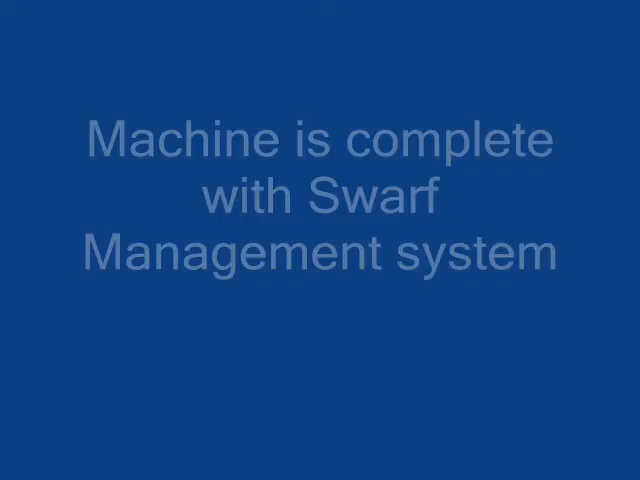 Machine is complete
with Swarf
Management system